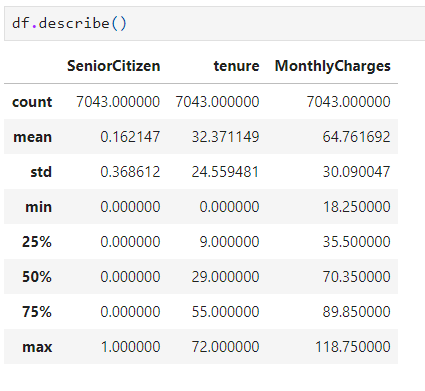 df.describe()
SeniorCitizen tenure MonthlyCharges
count 7043.000000 7043.000000 7043.000000
mean 0.162147 32.371149 64.761692
std 0.368612 24.559481 30.090047
min 0.000000 0.000000 18.250000
25% 0.000000 9.000000 35.500000
50% 0.000000 29.000000 70.350000
75% 0.000000 55.000000 89.850000
max 1.000000 72.000000 118.750000